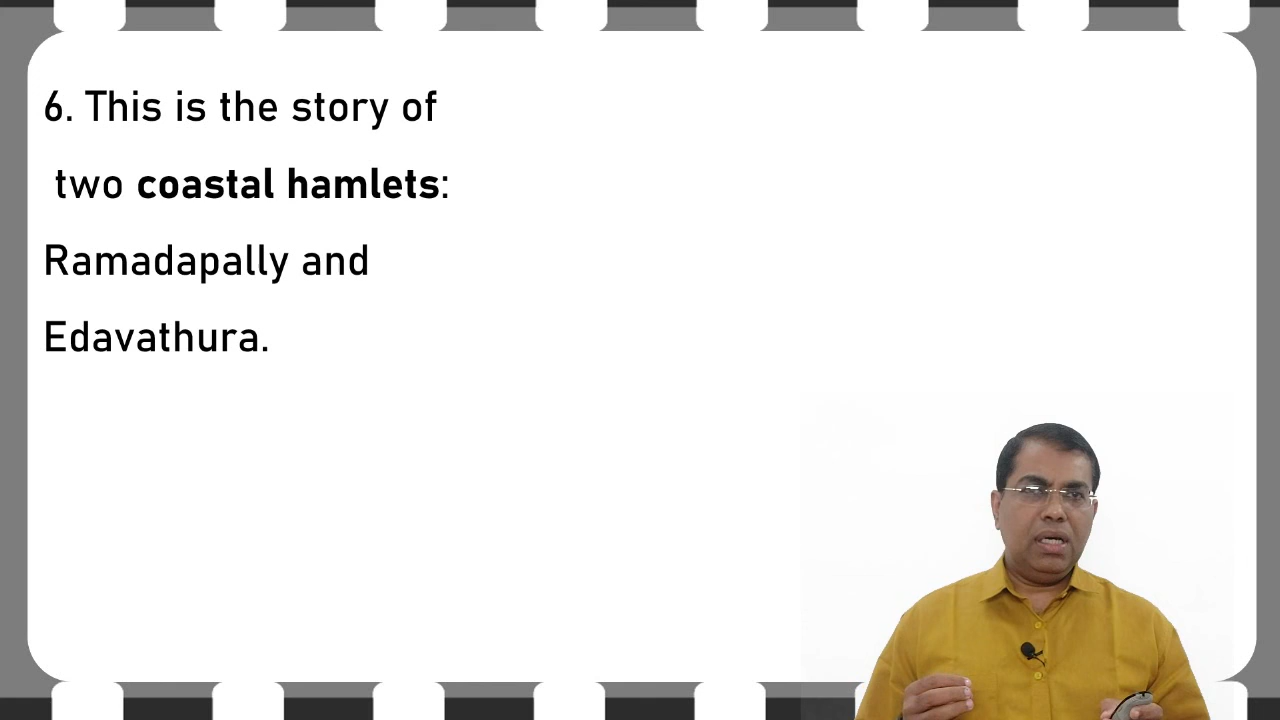 6. This is the story of
two coastal hamlets:
Ramadapally and
Edavathura.